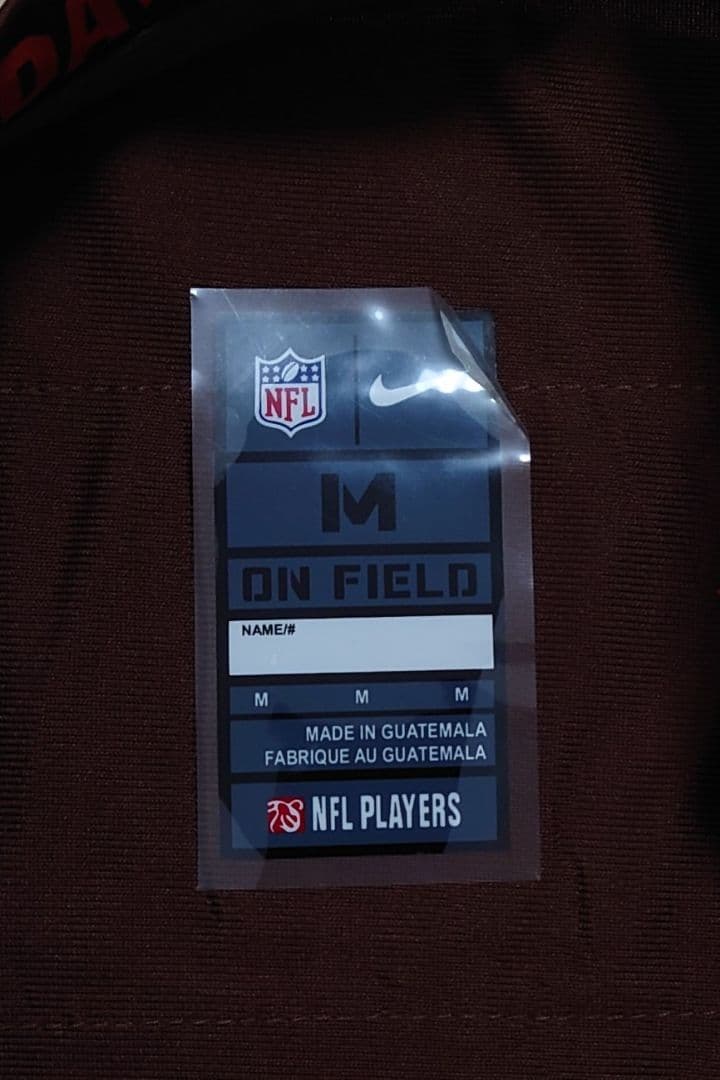 NFL
M
ON FIELD
NAME/#
M M M
MADE IN GUATEMALA
FABRIQUE AU GUATEMALA
NFL PLAYERS